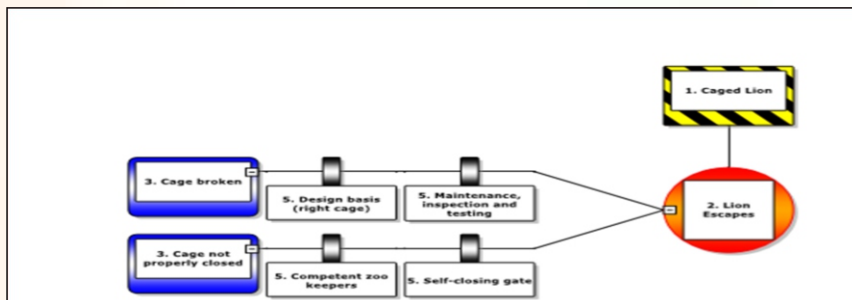 1. Caged Lion
3. Cage broken
5. Design basis
(right cage)
5. Maintenance,
inspection and
testing
2. Lion
Escapes
3. Cage not
properly closed
5. Competent zoo
keepers
5. Self-closing gate